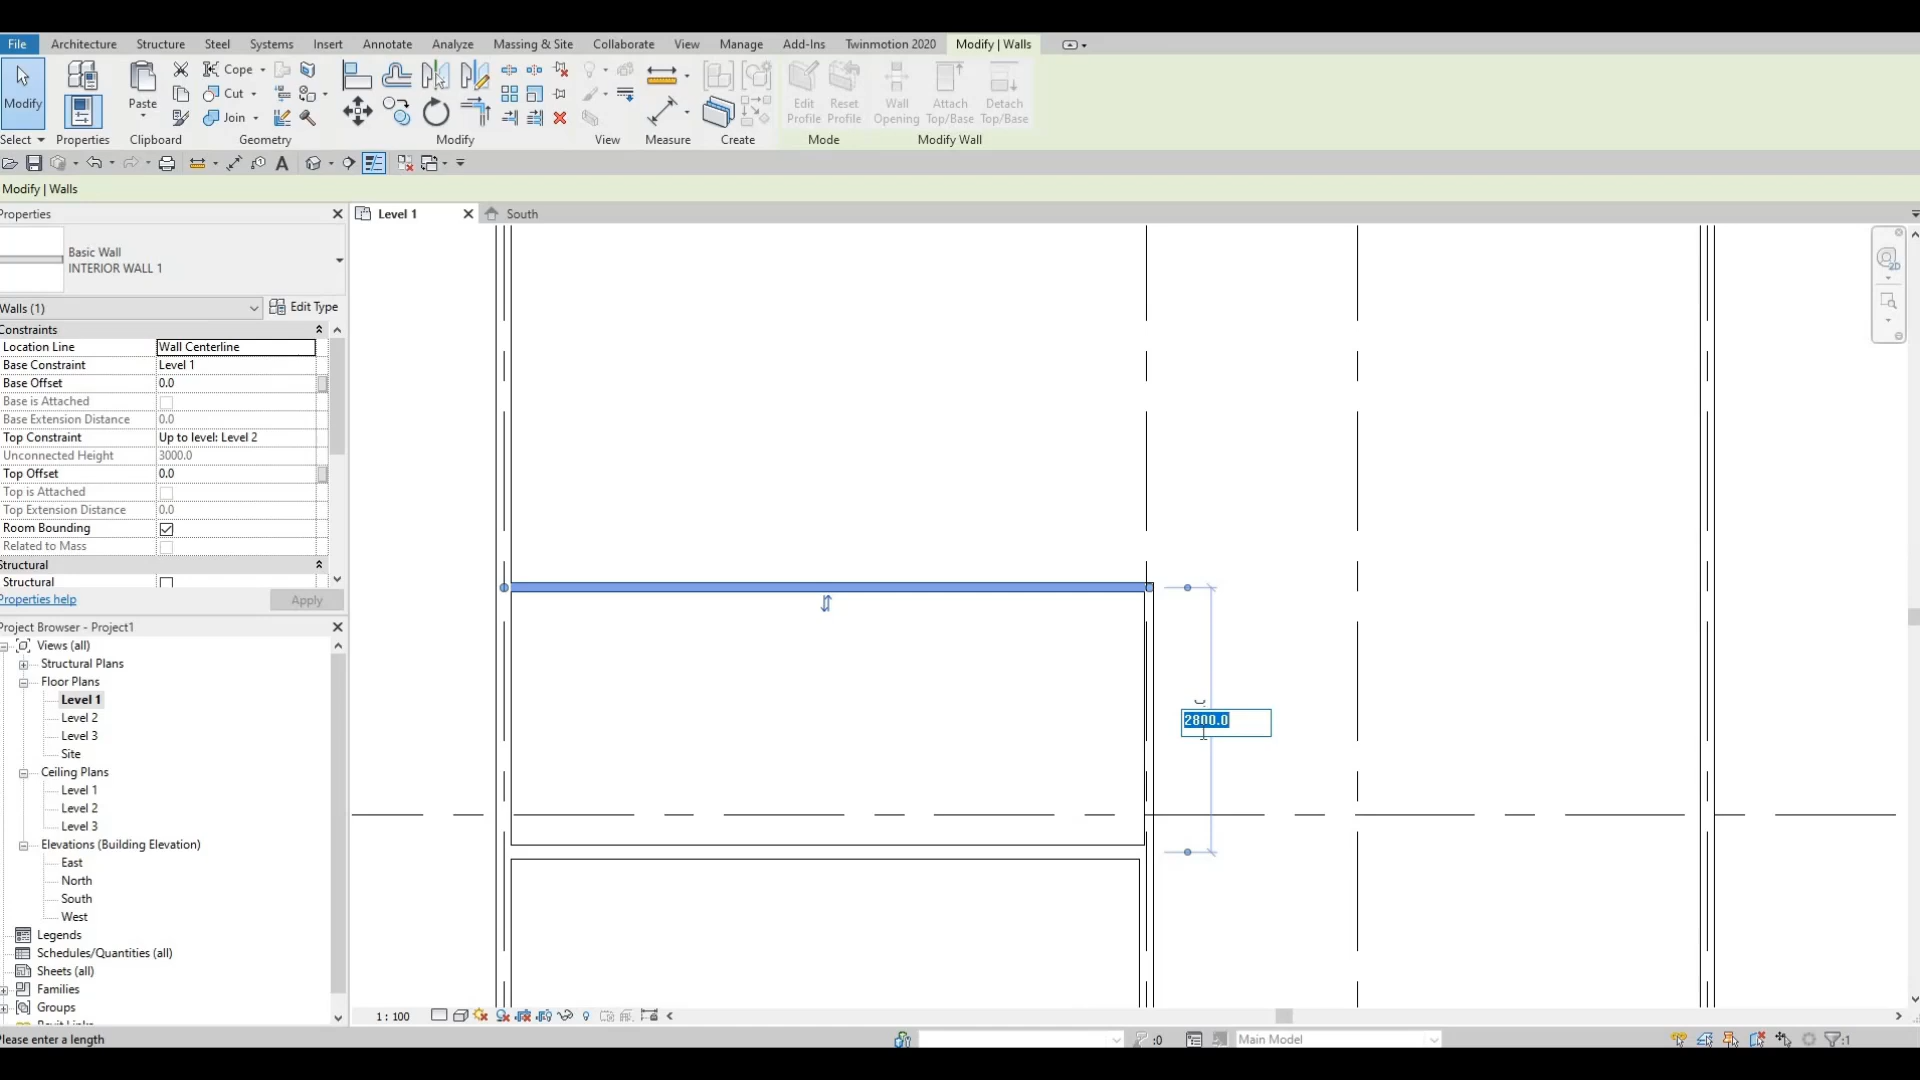 File Architecture Structure Steel Systems Insert Annotate Analyze Massing & Site Collaborate View Manage Add-Ins Twinmotion 2020 Modify | Walls
Modify
Paste
Cope
Cut
Join
Edit Profile
Reset Profile
Wall Opening
Attach Top/Base
Detach Top/Base
Select Properties Clipboard Geometry Modify View Measure Create Mode Modify Wall
Modify | Walls
Properties
Level 1
South
Basic Wall
INTERIOR WALL 1
Walls (1)
Edit Type
Constraints
Location Line Wall Centerline
Base Constraint Level 1
Base Offset 0.0
Base is Attached
Base Extension Distance 0.0
Top Constraint Up to level: Level 2
Unconnected Height 3000.0
Top Offset 0.0
Top is Attached
Top Extension Distance 0.0
Room Bounding
Related to Mass
Structural
Structural
Properties help
Apply
2800.0
Project Browser - Project1
Views (all)
Structural Plans
Floor Plans
Level 1
Level 2
Level 3
Site
Ceiling Plans
Level 1
Level 2
Level 3
Elevations (Building Elevation)
East
North
South
West
Legends
Schedules/Quantities (all)
Sheets (all)
Families
Groups
Revit Links
1 : 100
Please enter a length
:0
Main Model
:1
2D